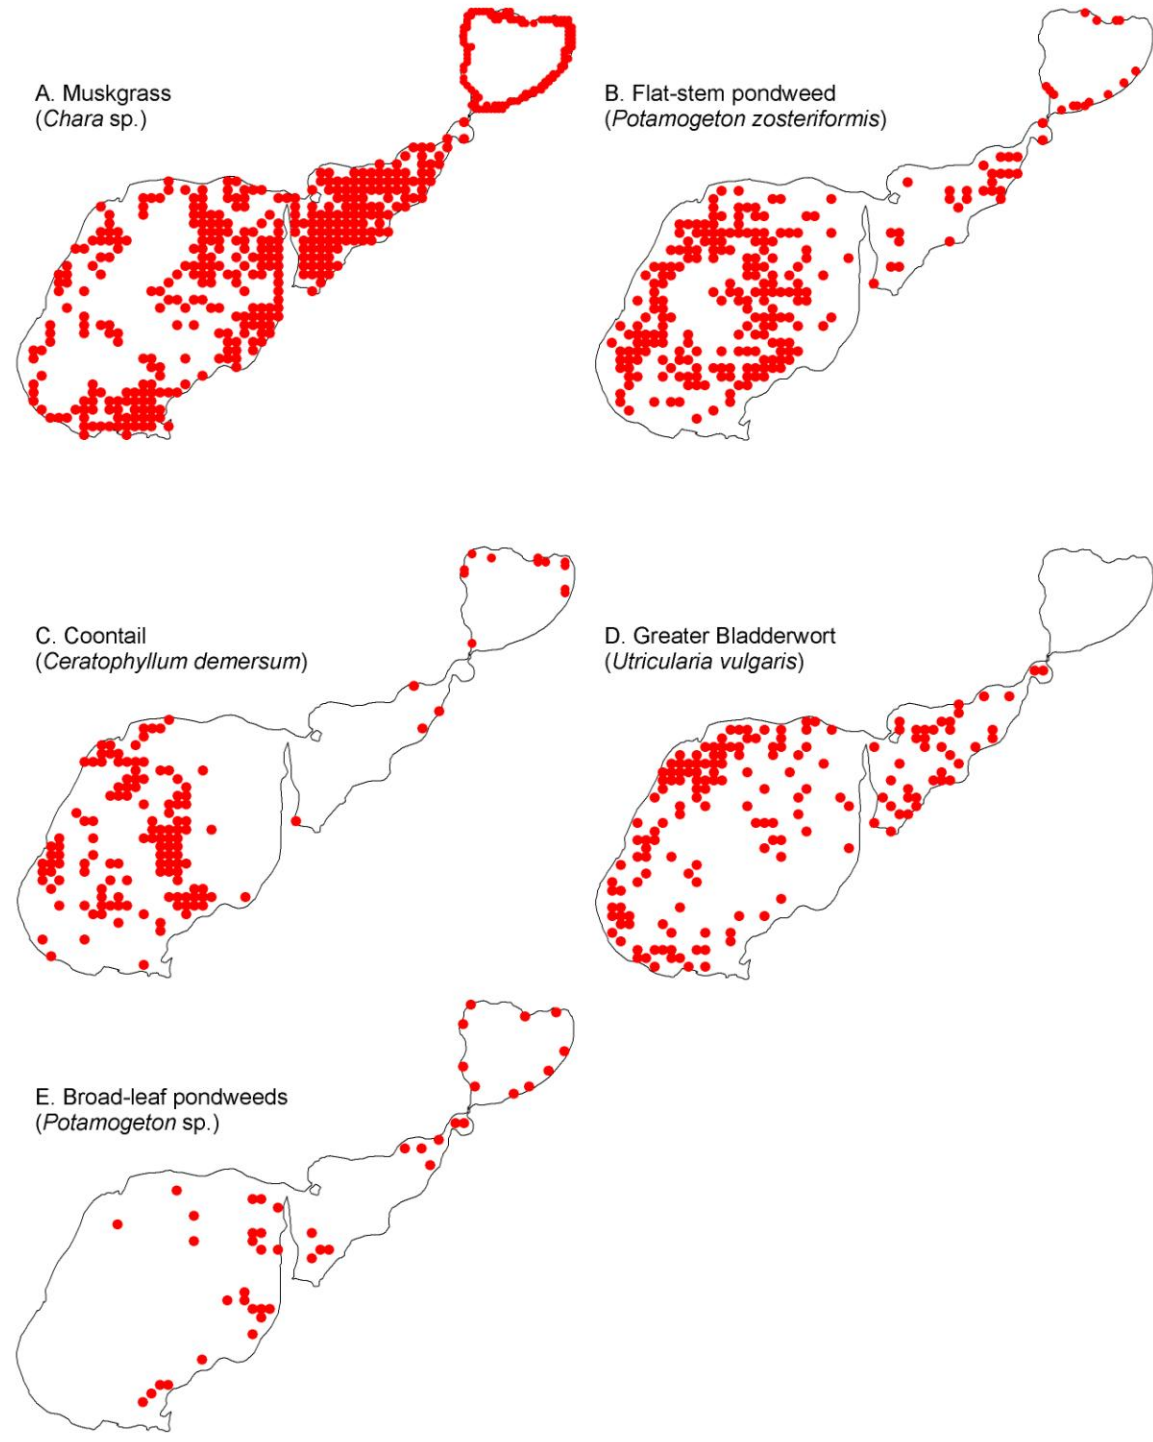 A. Muskgrass
(Chara sp.)
B. Flat-stem pondweed
(Potamogeton zosteriformis)
C. Coontail
(Ceratophyllum demersum)
D. Greater Bladderwort
(Utricularia vulgaris)
E. Broad-leaf pondweeds
(Potamogeton sp.)